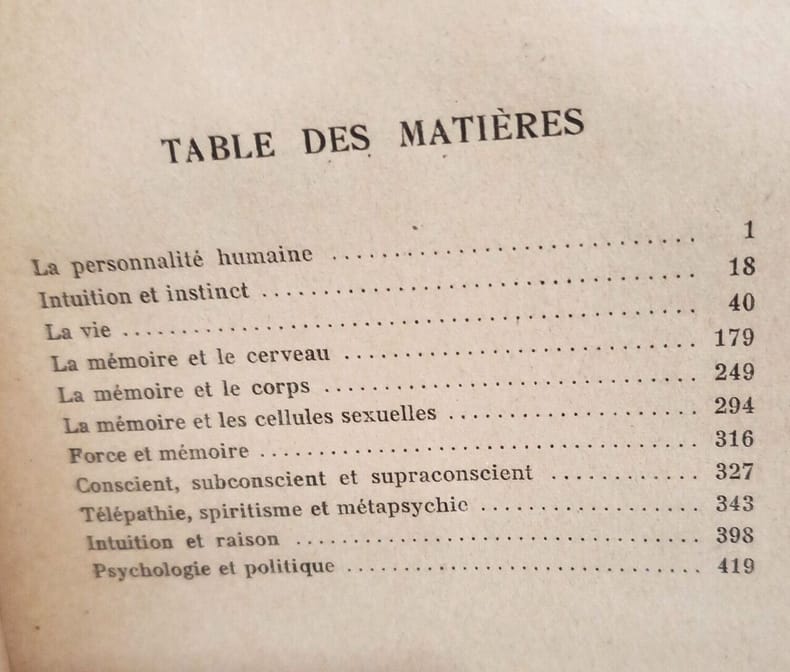 TABLE DES MATIÈRES
La personnalité humaine ........................... 1
Intuition et instinct ................................. 18
La vie ............................................. 40
La mémoire et le cerveau .......................... 179
La mémoire et le corps ............................ 249
La mémoire et les cellules sexuelles .................. 294
Force et mémoire .................................. 316
Conscient, subconscient et supraconscient ............ 327
Télépathie, spiritisme et métapsychic .................. 343
Intuition et raison ................................. 398
Psychologie et politique ............................. 419